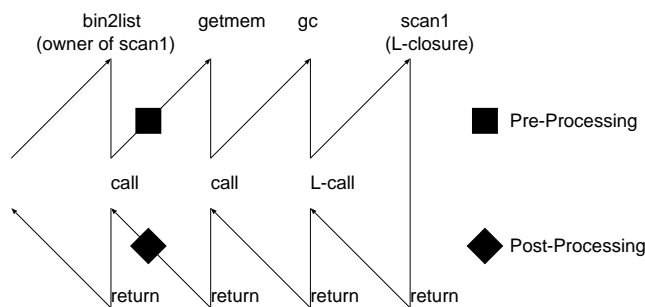 bin2list getmem gc scan1
(owner of scan1) (L-closure)
Pre-Processing
call call L-call
Post-Processing
return return return return